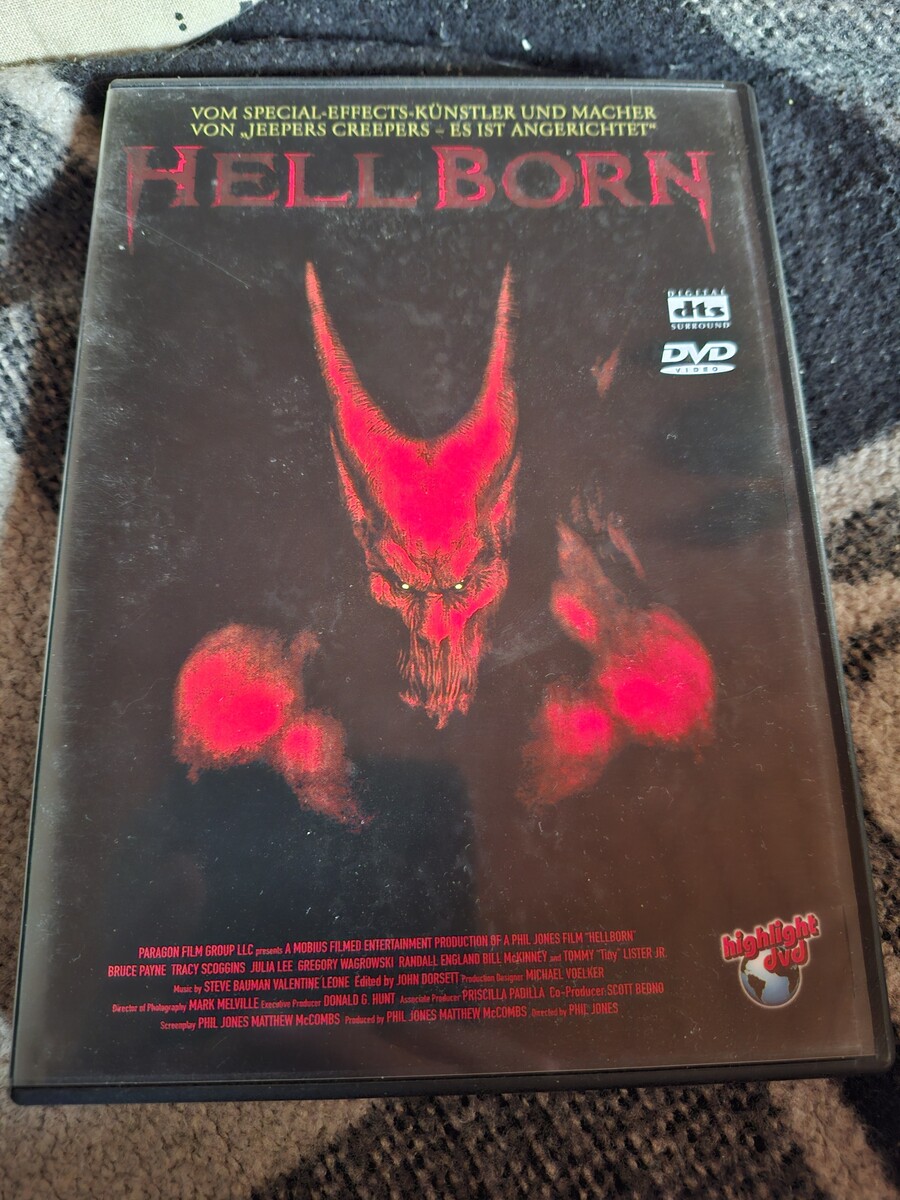 VOM SPECIAL-EFFECTS-KÜNSTLER UND MACHER
VON „JEEPERS CREEPERS – ES IST ANGERICHTET“
HELLBORN
DIGITAL
dts
SURROUND
DVD
VIDEO
PARAGON FILM GROUP LLC presents A MOBIUS FILMED ENTERTAINMENT PRODUCTION OF A PHIL JONES FILM "HELLBORN"
BRUCE PAYNE TRACY SCOGGINS JULIA LEE GREGORY WAGROWSKI RANDALL ENGLAND BILL McKINNEY and TOMMY "Tiny" LISTER JR.
Music by STEVE BAUMAN VALENTINE LEONE Edited by JOHN DORSETT Production Designer MICHAEL VOELKER
Director of Photography MARK MELVILLE Executive Producer DONALD G. HUNT Associate Producer PRISCILLA PADILLA Co-Producer SCOTT BEDNO
Screenplay PHIL JONES MATTHEW McCOMBS Produced by PHIL JONES MATTHEW McCOMBS Directed by PHIL JONES
highlight
dvd